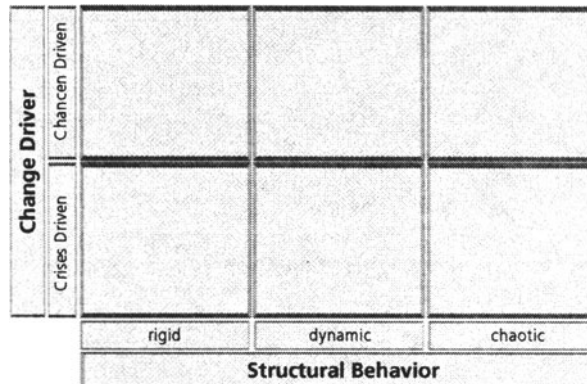 Change Driver
Chancen Driven
Crises Driven
rigid
dynamic
chaotic
Structural Behavior